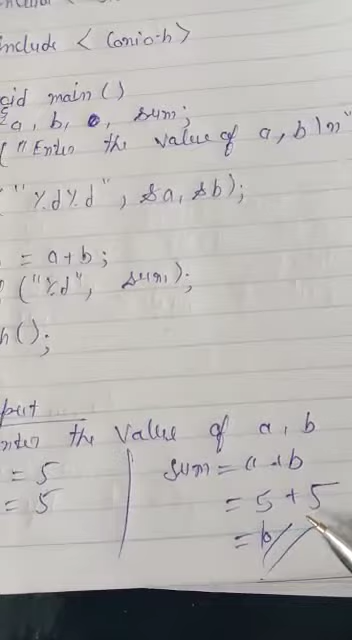 include < conio.h>
oid main()
a, b, sum;
("Enter the value of a, b \n"
"%d%d", &a, &b);
= a+b;
("%d", sum);
h();
put
nter the value of a, b
= 5
= 5
sum = a+b
= 5+5
= 10